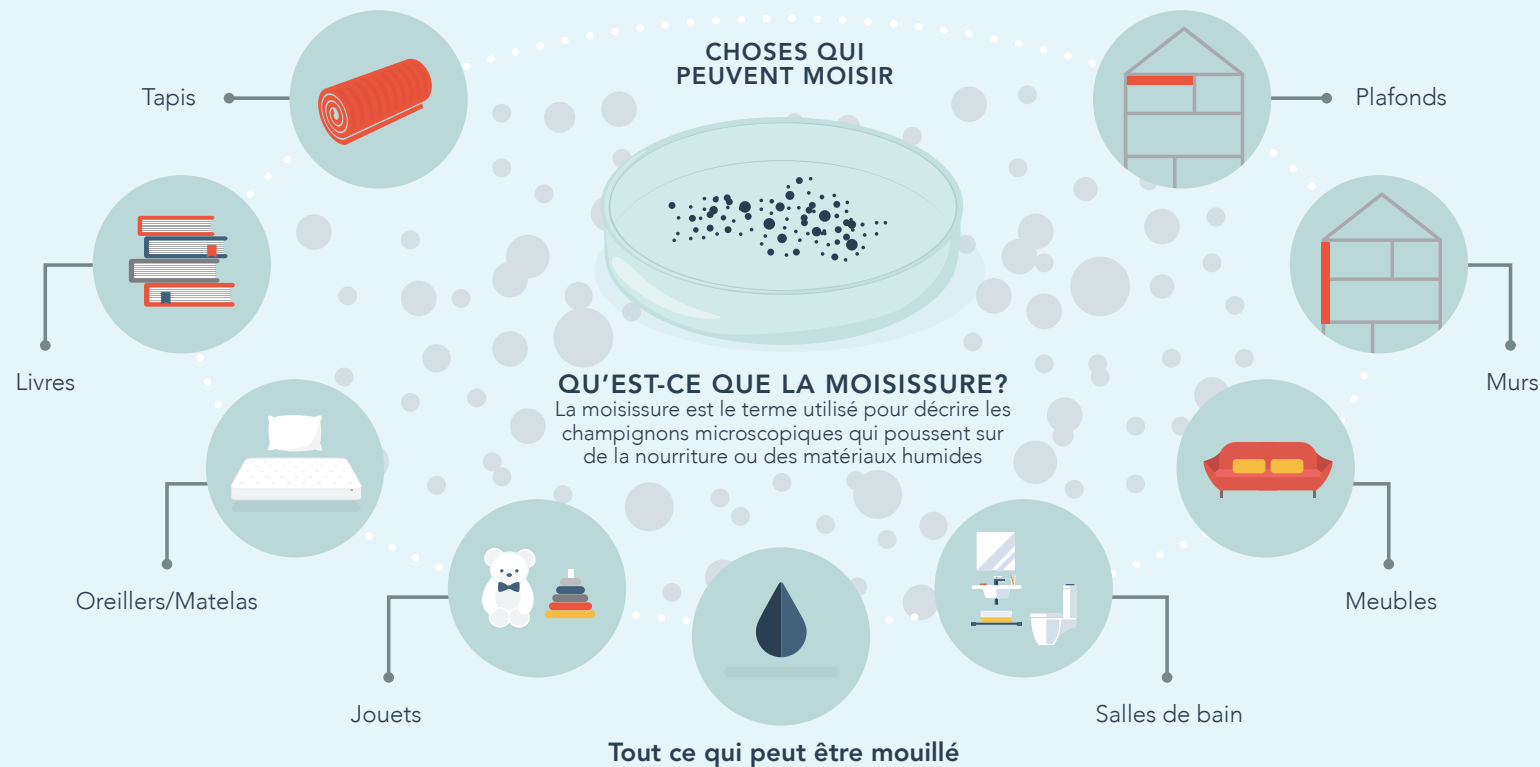 CHOSES QUI
PEUVENT MOISIR
Tapis
Plafonds
Livres
Murs
QU'EST-CE QUE LA MOISISSURE?
La moisissure est le terme utilisé pour décrire les
champignons microscopiques qui poussent sur
de la nourriture ou des matériaux humides
Oreillers/Matelas
Meubles
Jouets
Salles de bain
Tout ce qui peut être mouillé